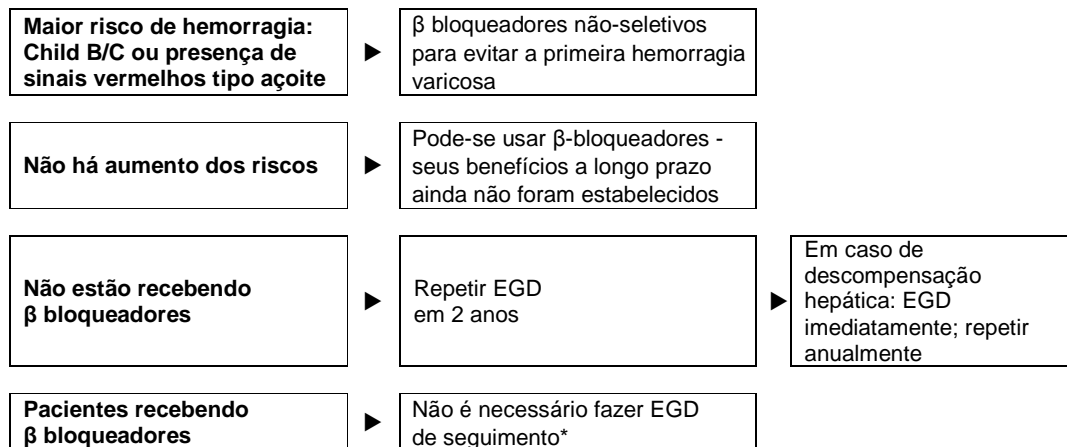 Maior risco de hemorragia:
Child B/C ou presença de
sinais vermelhos tipo açoite
β bloqueadores não-seletivos
para evitar a primeira hemorragia
varicosa
Não há aumento dos riscos
Pode-se usar β-bloqueadores -
seus benefícios a longo prazo
ainda não foram estabelecidos
Não estão recebendo
β bloqueadores
Repetir EGD
em 2 anos
Em caso de
descompensação
hepática: EGD
imediatamente; repetir
anualmente
Pacientes recebendo
β bloqueadores
Não é necessário fazer EGD
de seguimento*